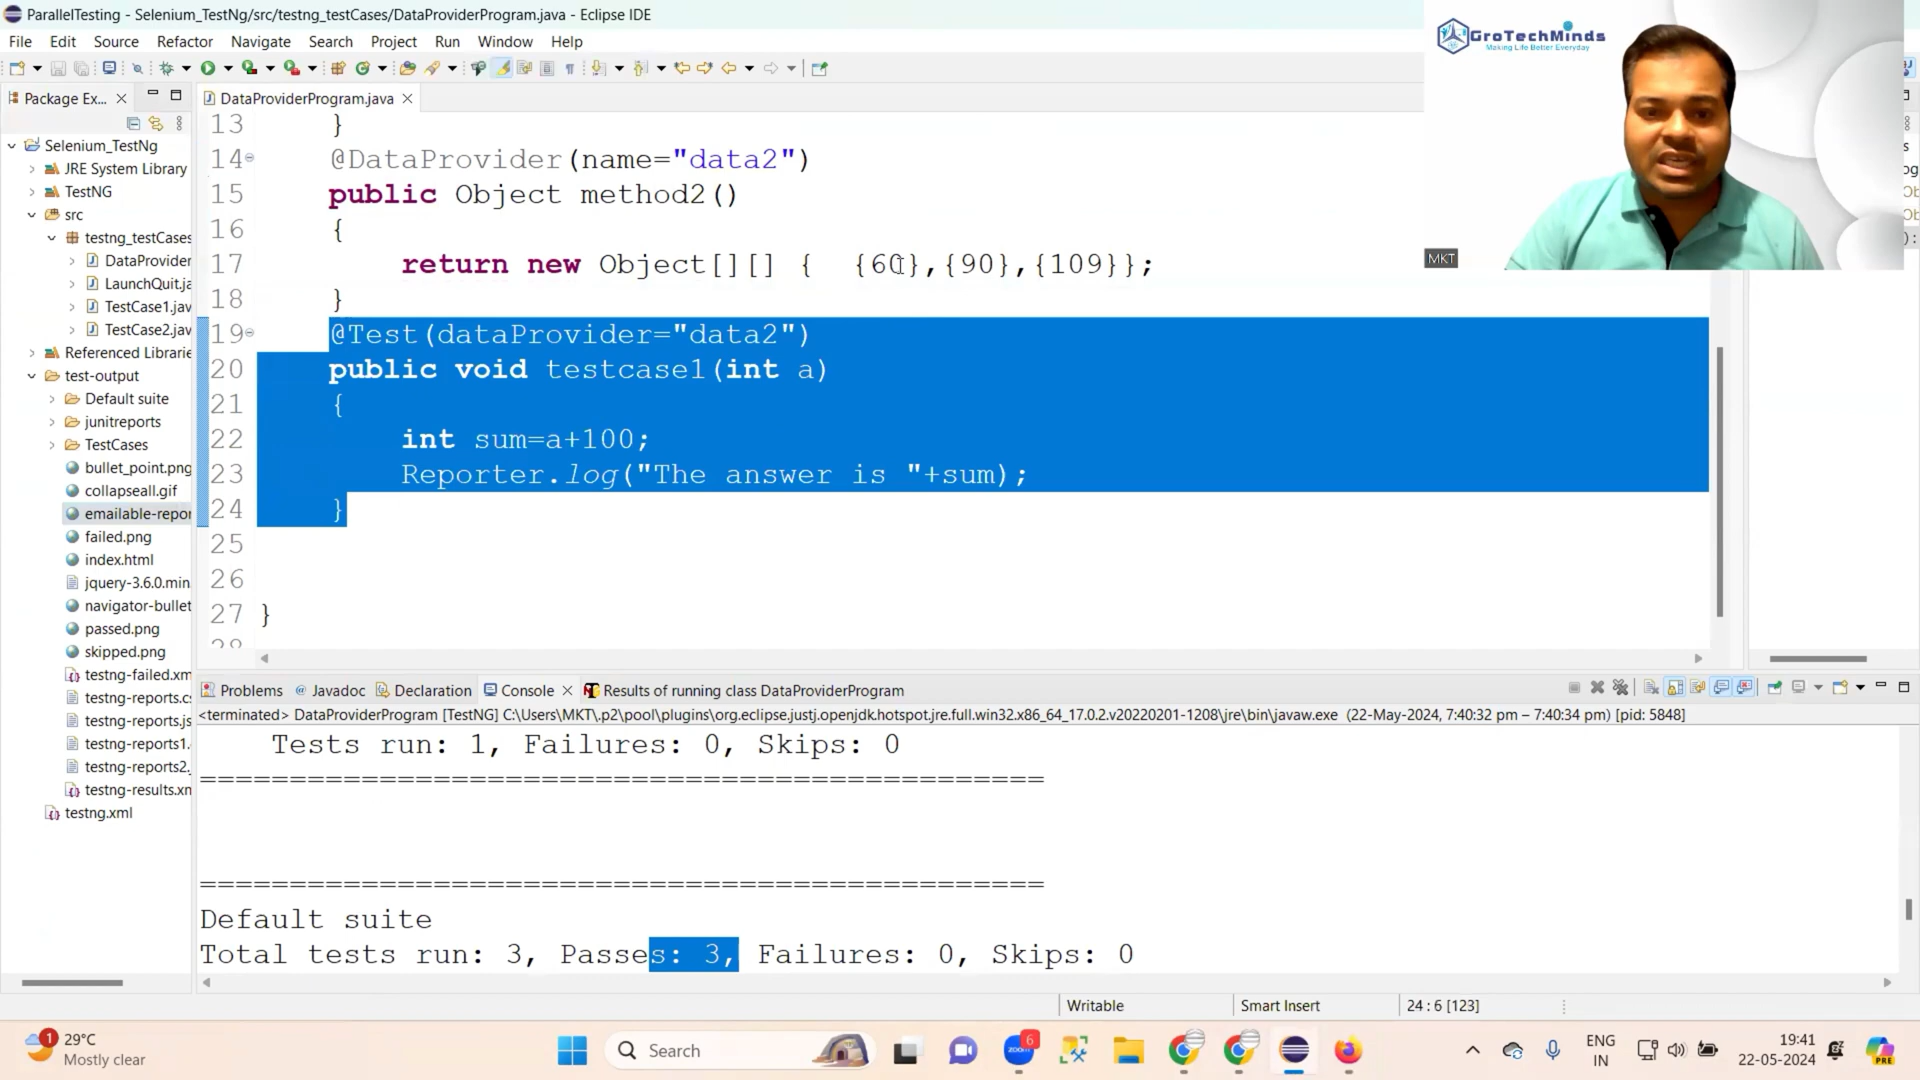 ParallelTesting - Selenium_TestNg/src/testng_testCases/DataProviderProgram.java - Eclipse IDE
File Edit Source Refactor Navigate Search Project Run Window Help
GroTechMinds
Making Life Better Everyday
MKT
Package Ex...
Selenium_TestNg
JRE System Library
TestNG
src
testng_testCases
DataProvider
LaunchQuit.ja
TestCase1.jav
TestCase2.jav
Referenced Librarie
test-output
Default suite
junitreports
TestCases
bullet_point.png
collapseall.gif
emailable-repor
failed.png
index.html
jquery-3.6.0.min.
navigator-bullet
passed.png
skipped.png
testng-failed.xm
testng-reports.cs
testng-reports.js
testng-reports1.
testng-reports2.
testng-results.xm
testng.xml
DataProviderProgram.java
13 }
14 @DataProvider(name="data2")
15 public Object method2()
16 {
17 return new Object[][] { {60},{90},{109}};
18 }
19 @Test(dataProvider="data2")
20 public void testcase1(int a)
21 {
22 int sum=a+100;
23 Reporter.log("The answer is "+sum);
24 }
25
26
27 }
28
Problems Javadoc Declaration Console Results of running class DataProviderProgram
<terminated> DataProviderProgram [TestNG] C:\Users\MKT\.p2\pool\plugins\org.eclipse.justj.openjdk.hotspot.jre.full.win32.x86_64_17.0.2.v20220201-1208\jre\bin\javaw.exe (22-May-2024, 7:40:32 pm – 7:40:34 pm) [pid: 5848]
Tests run: 1, Failures: 0, Skips: 0
===============================================
===============================================
Default suite
Total tests run: 3, Passes: 3, Failures: 0, Skips: 0
Writable Smart Insert 24 : 6 [123]
1
29°C
Mostly clear
Search
zoom
6
ENG
IN
19:41
22-05-2024
PRE